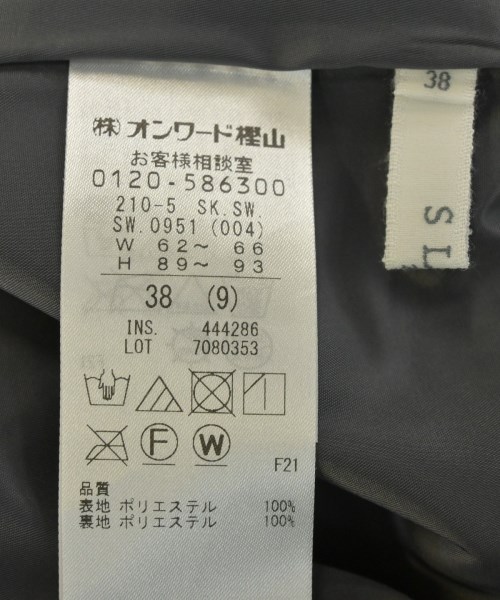 (株)オンワード樫山
お客様相談室
0120-586300
210-5 SK.SW.
SW.0951 (004)
W 62〜 66
H 89〜 93
38 (9)
INS. 444286
LOT 7080353
F
W
F21
品質
表地 ポリエステル 100%
裏地 ポリエステル 100%
38
S L